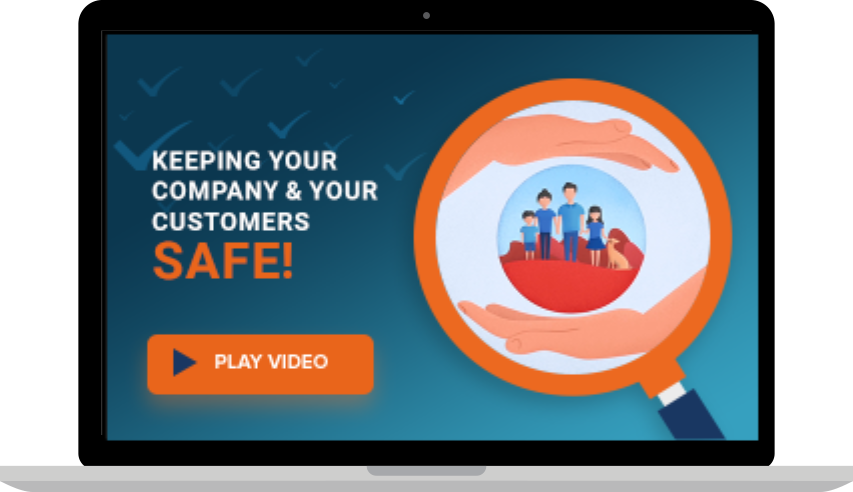 KEEPING YOUR
COMPANY & YOUR
CUSTOMERS
SAFE!
PLAY VIDEO